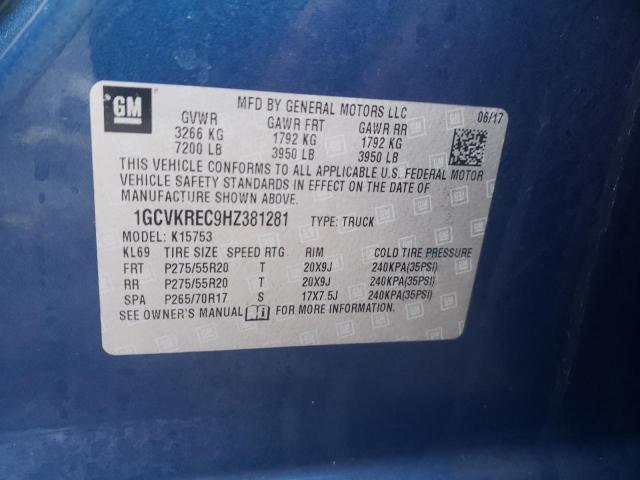 GM
MFD BY GENERAL MOTORS LLC
06/17
GVWR GAWR FRT GAWR RR
3266 KG 1792 KG 1792 KG
7200 LB 3950 LB 3950 LB
THIS VEHICLE CONFORMS TO ALL APPLICABLE U.S. FEDERAL MOTOR
VEHICLE SAFETY STANDARDS IN EFFECT ON THE DATE OF
MANUFACTURE SHOWN ABOVE.
1GCVKREC9HZ381281 TYPE: TRUCK
MODEL: K15753
KL69 TIRE SIZE SPEED RTG RIM COLD TIRE PRESSURE
FRT P275/55R20 T 20X9J 240KPA(35PSI)
RR P275/55R20 T 20X9J 240KPA(35PSI)
SPA P265/70R17 S 17X7.5J 240KPA(35PSI)
SEE OWNER'S MANUAL FOR MORE INFORMATION.